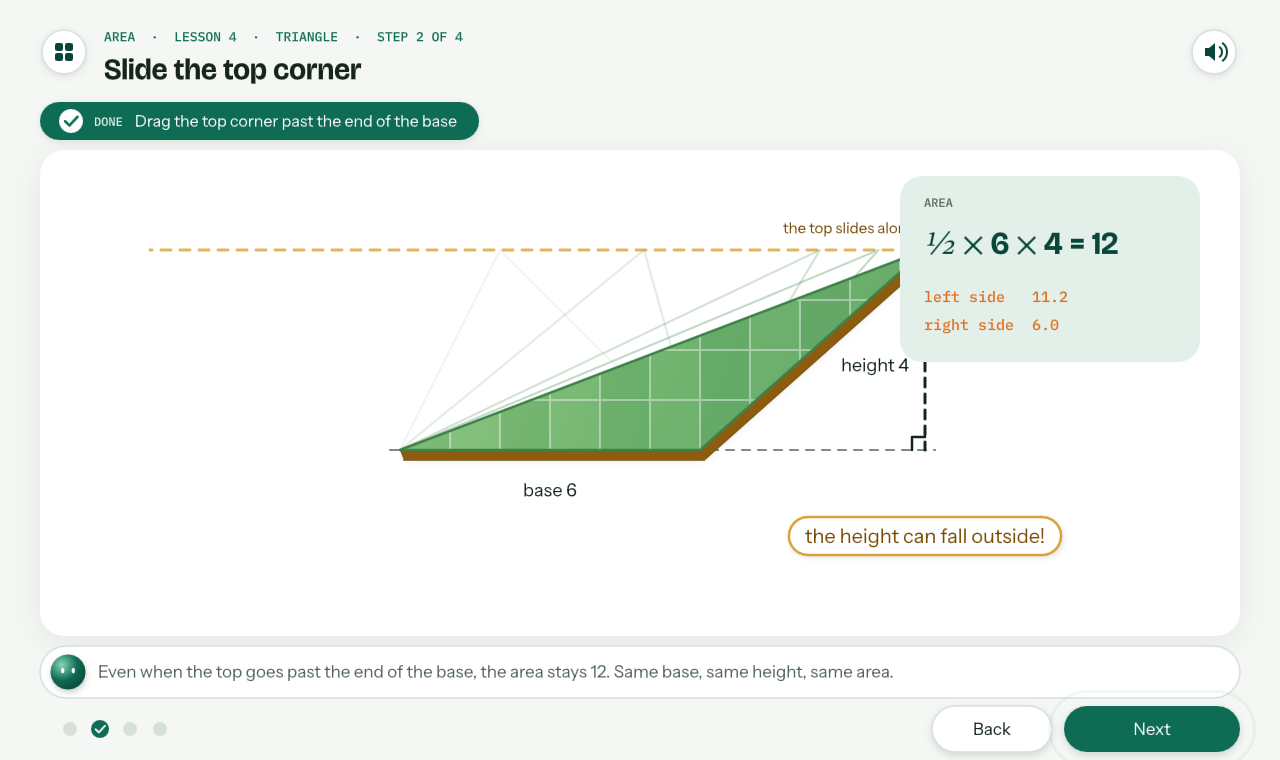 AREA · LESSON 4 · TRIANGLE · STEP 2 OF 4
Slide the top corner
DONE Drag the top corner past the end of the base
the top slides alon
AREA
½ × 6 × 4 = 12
left side 11.2
right side 6.0
height 4
base 6
the height can fall outside!
Even when the top goes past the end of the base, the area stays 12. Same base, same height, same area.
Back
Next